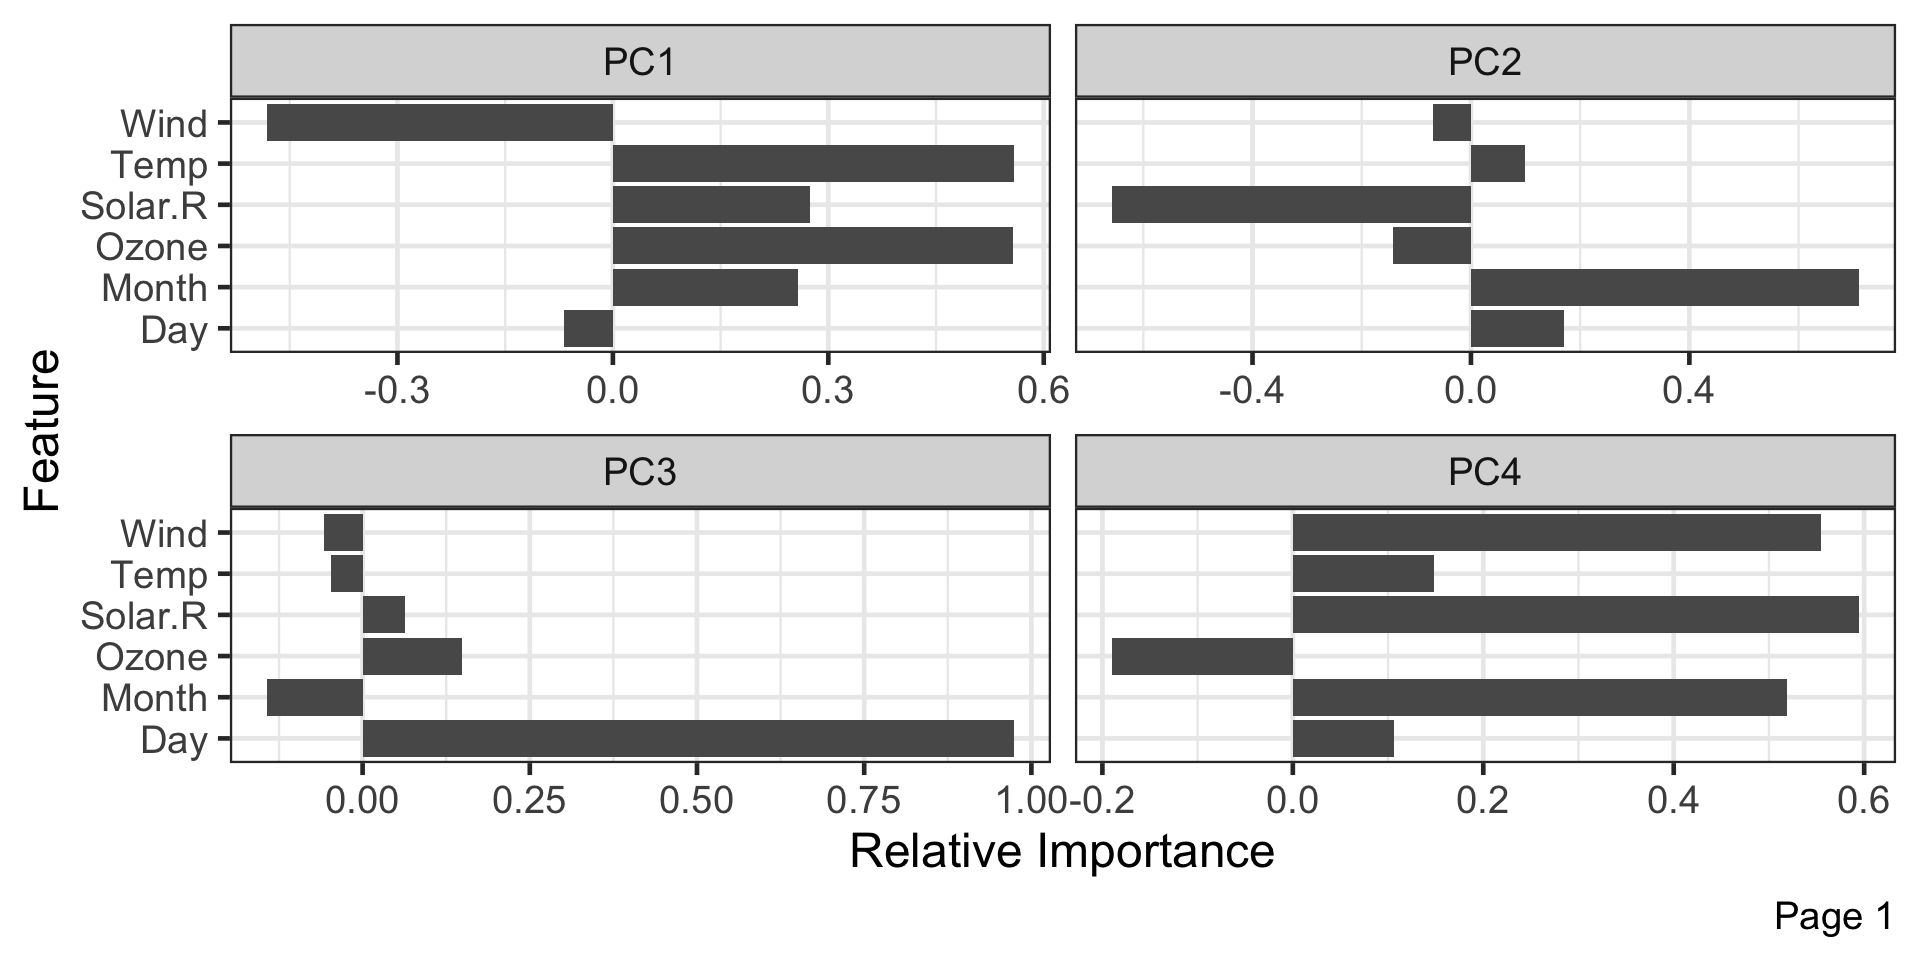 PC1
PC2
Wind
Temp
Solar.R
Ozone
Month
Day
-0.3 0.0 0.3 0.6
-0.4 0.0 0.4
Feature
PC3
PC4
Wind
Temp
Solar.R
Ozone
Month
Day
0.00 0.25 0.50 0.75 1.00
-0.2 0.0 0.2 0.4 0.6
Relative Importance
Page 1